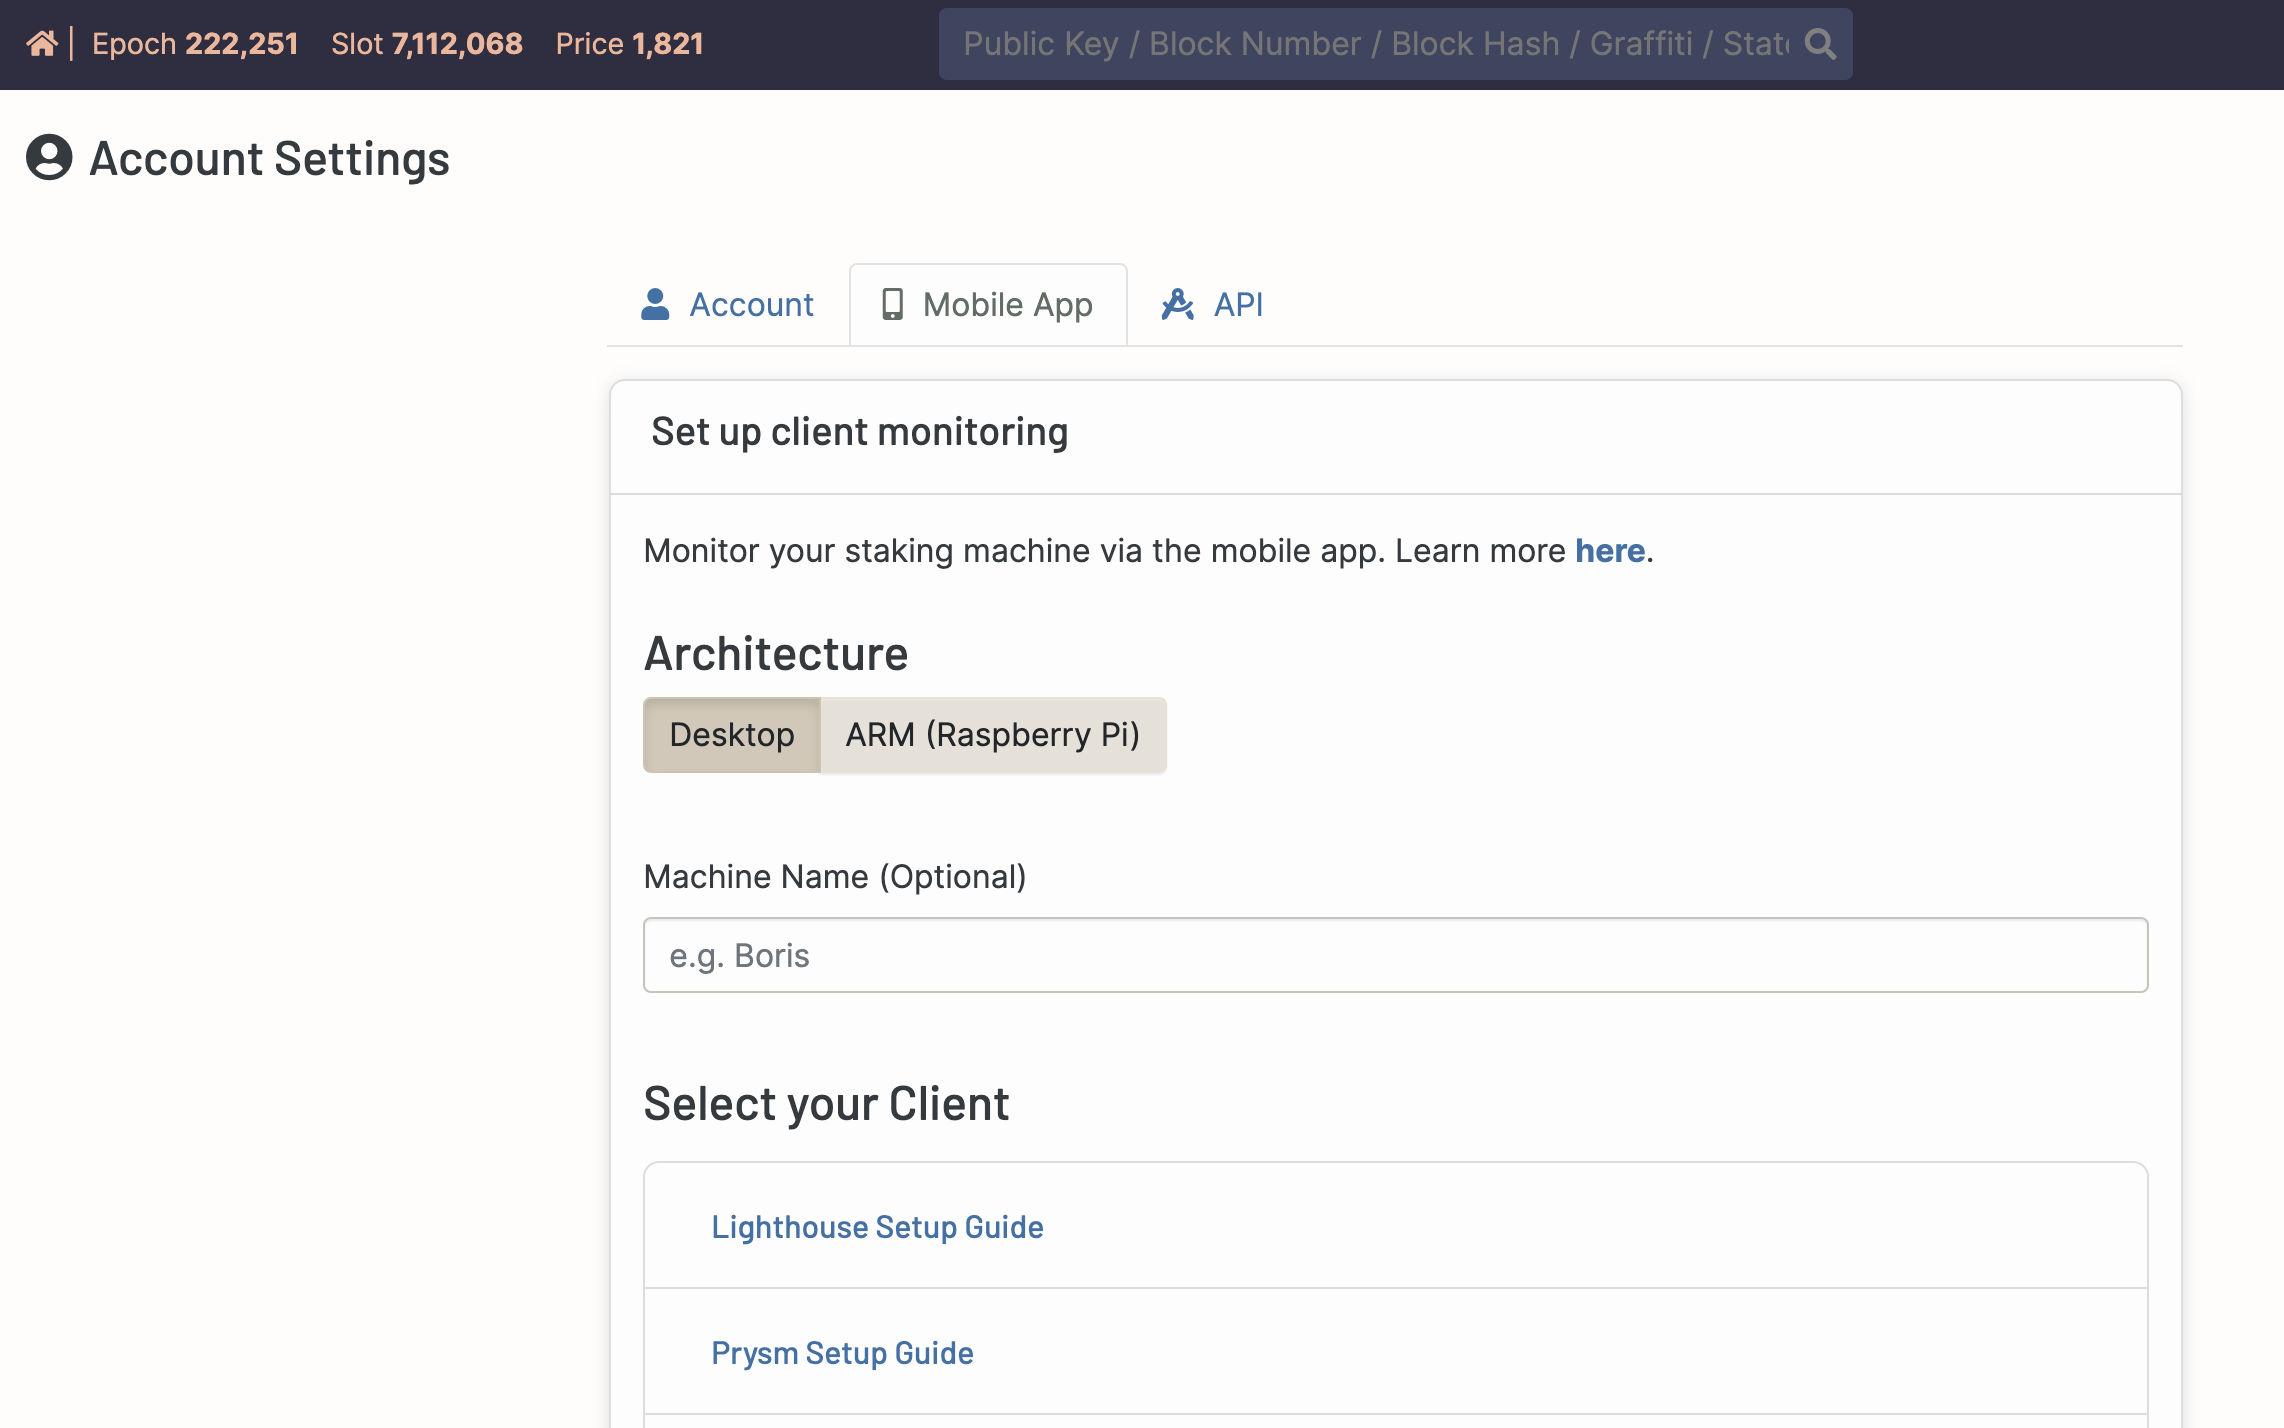 Epoch 222,251 Slot 7,112,068 Price 1,821
Public Key / Block Number / Block Hash / Graffiti / State
Account Settings
Account Mobile App API
Set up client monitoring
Monitor your staking machine via the mobile app. Learn more here.
Architecture
Desktop ARM (Raspberry Pi)
Machine Name (Optional)
e.g. Boris
Select your Client
Lighthouse Setup Guide
Prysm Setup Guide